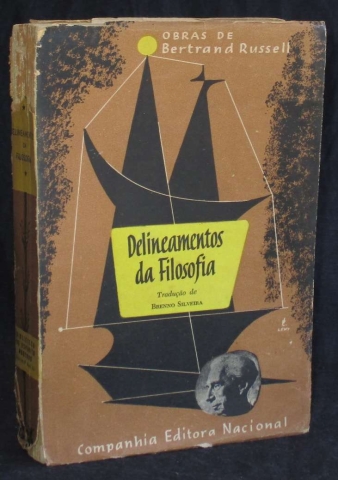 OBRAS DE
Bertrand Russell
Delineamentos
da Filosofia
Tradução de
BRENNO SILVEIRA
Companhia Editora Nacional